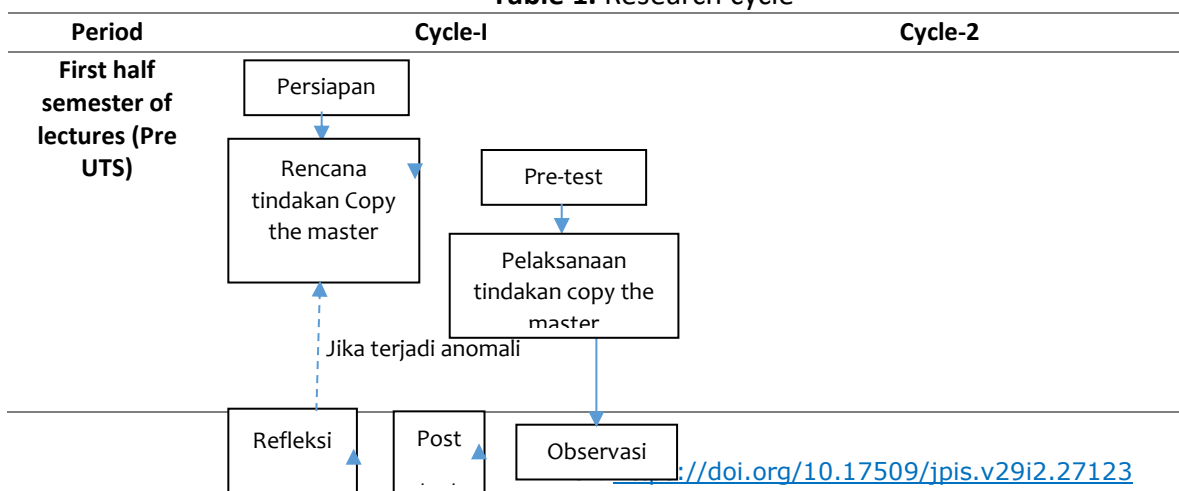 Table 1. Research cycle
Period Cycle-I Cycle-2
First half
semester of
lectures (Pre
UTS)
Persiapan
Rencana
tindakan Copy
the master
Pre-test
Pelaksanaan
tindakan copy the
master
Jika terjadi anomali
Refleksi
Post
Observasi
://doi.org/10.17509/jpis.v29i2.27123